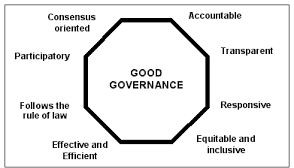 Consensus
oriented
Accountable
Participatory
Transparent
GOOD
GOVERNANCE
Follows the
rule of law
Responsive
Effective and
Efficient
Equitable and
inclusive